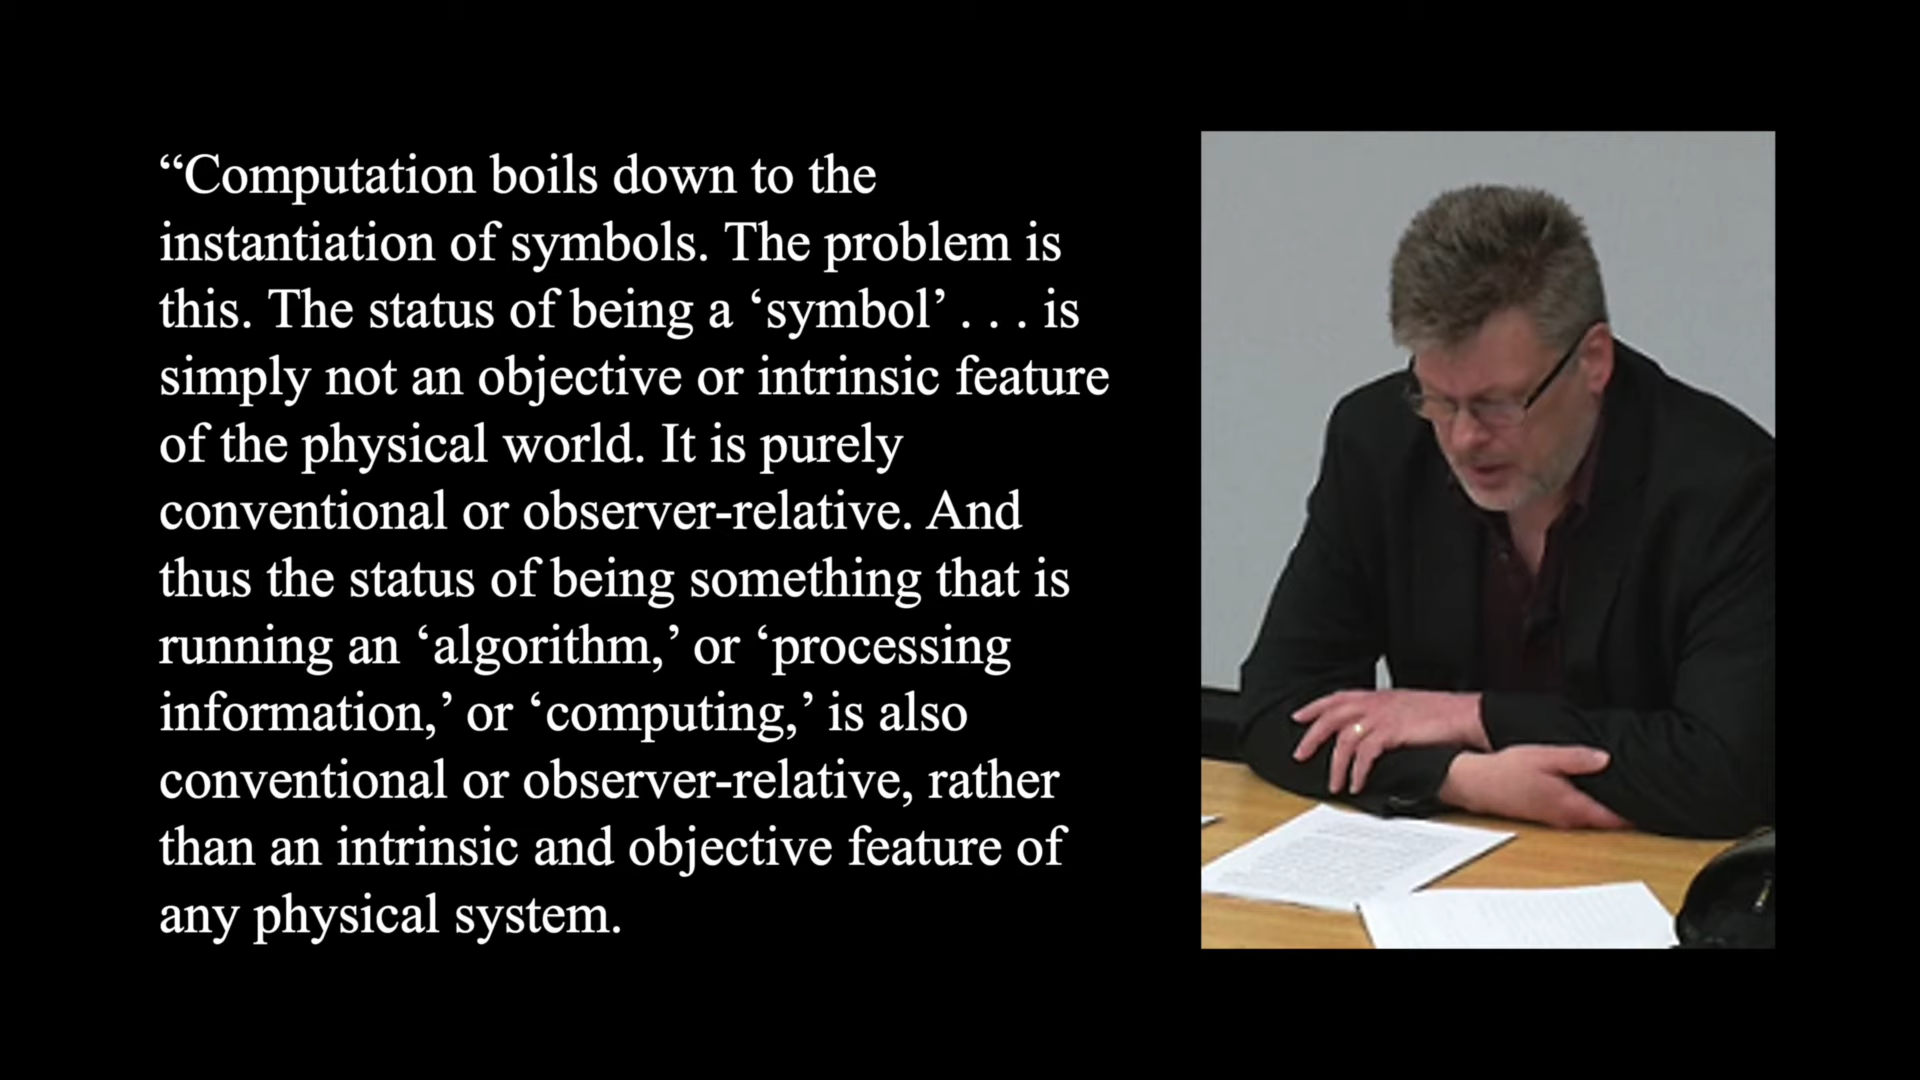 “Computation boils down to the
instantiation of symbols. The problem is
this. The status of being a ‘symbol’ . . . is
simply not an objective or intrinsic feature
of the physical world. It is purely
conventional or observer-relative. And
thus the status of being something that is
running an ‘algorithm,’ or ‘processing
information,’ or ‘computing,’ is also
conventional or observer-relative, rather
than an intrinsic and objective feature of
any physical system.